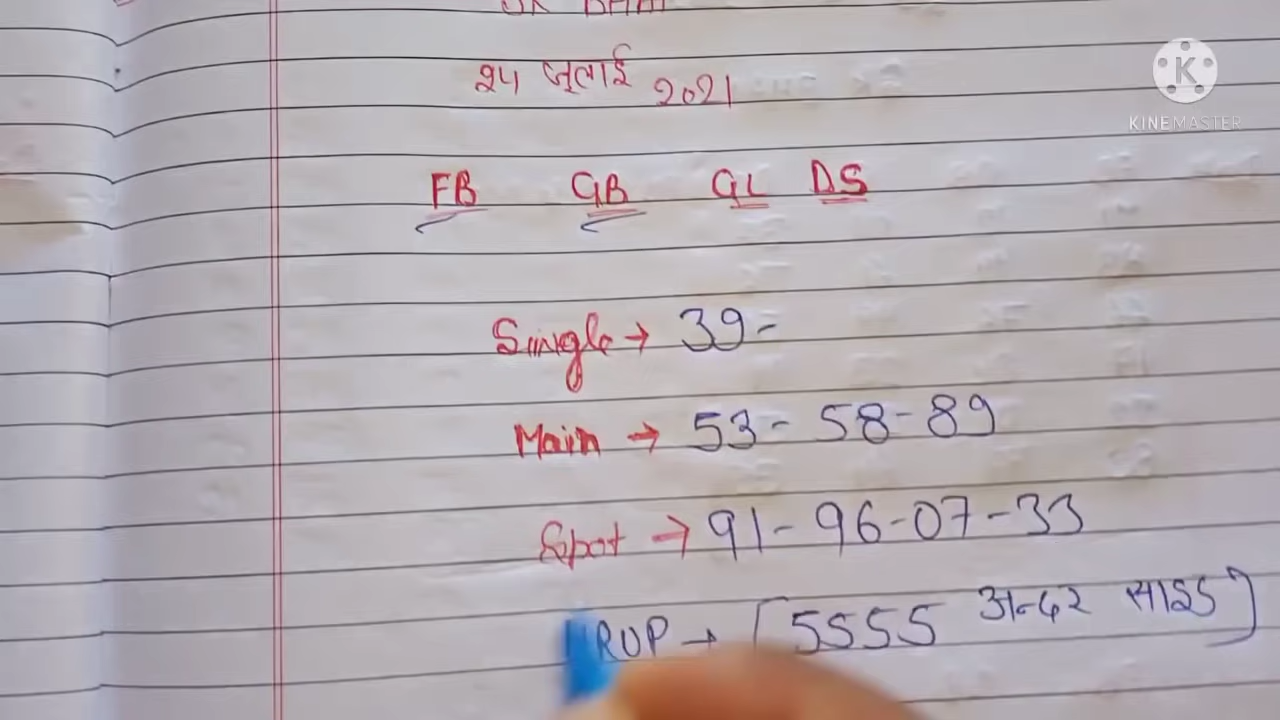 २५ जुलाई 2021
KINEMASTER
FB GB GL DS
Single → 39-
Main → 53- 58-89
Spot → 91-96-07-33
RUP → [5555 अन्दर साइड]